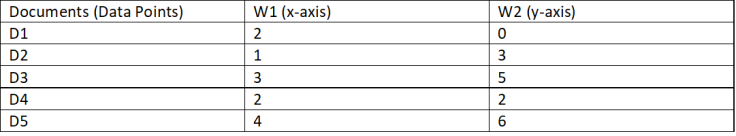 Documents (Data Points) W1 (x-axis) W2 (y-axis)
D1 2 0
D2 1 3
D3 3 5
D4 2 2
D5 4 6